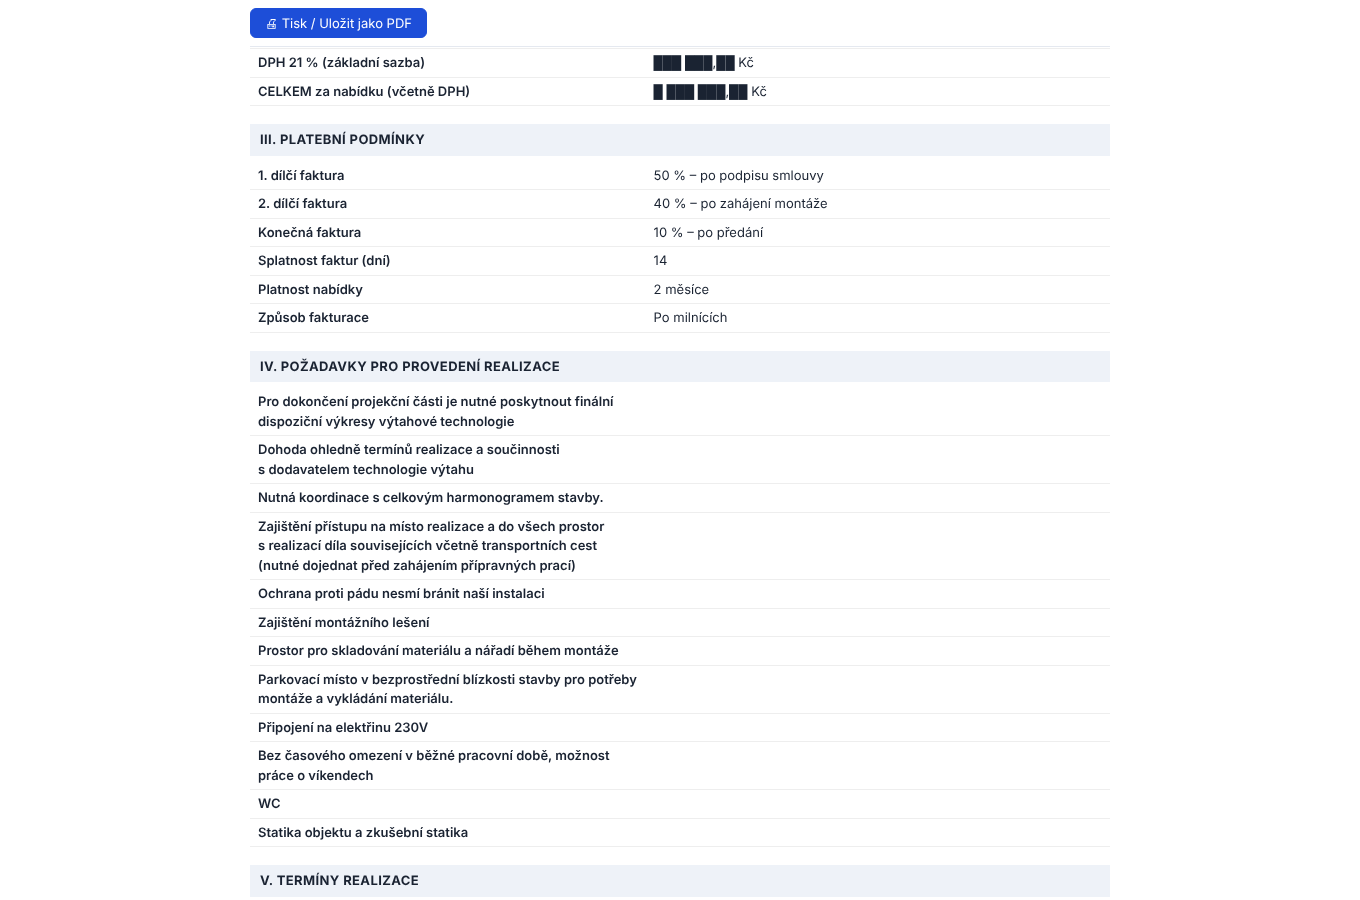 Tisk / Uložit jako PDF
DPH 21 % (základní sazba) ███ ███,██ Kč
CELKEM za nabídku (včetně DPH) █ ███ ███,██ Kč
III. PLATEBNÍ PODMÍNKY
1. dílčí faktura 50 % – po podpisu smlouvy
2. dílčí faktura 40 % – po zahájení montáže
Konečná faktura 10 % – po předání
Splatnost faktur (dní) 14
Platnost nabídky 2 měsíce
Způsob fakturace Po milnících
IV. POŽADAVKY PRO PROVEDENÍ REALIZACE
Pro dokončení projekční části je nutné poskytnout finální
dispoziční výkresy výtahové technologie
Dohoda ohledně termínů realizace a součinnosti
s dodavatelem technologie výtahu
Nutná koordinace s celkovým harmonogramem stavby.
Zajištění přístupu na místo realizace a do všech prostor
s realizací díla souvisejících včetně transportních cest
(nutné dojednat před zahájením přípravných prací)
Ochrana proti pádu nesmí bránit naší instalaci
Zajištění montážního lešení
Prostor pro skladování materiálu a nářadí během montáže
Parkovací místo v bezprostřední blízkosti stavby pro potřeby
montáže a vykládání materiálu.
Připojení na elektřinu 230V
Bez časového omezení v běžné pracovní době, možnost
práce o víkendech
WC
Statika objektu a zkušební statika
V. TERMÍNY REALIZACE